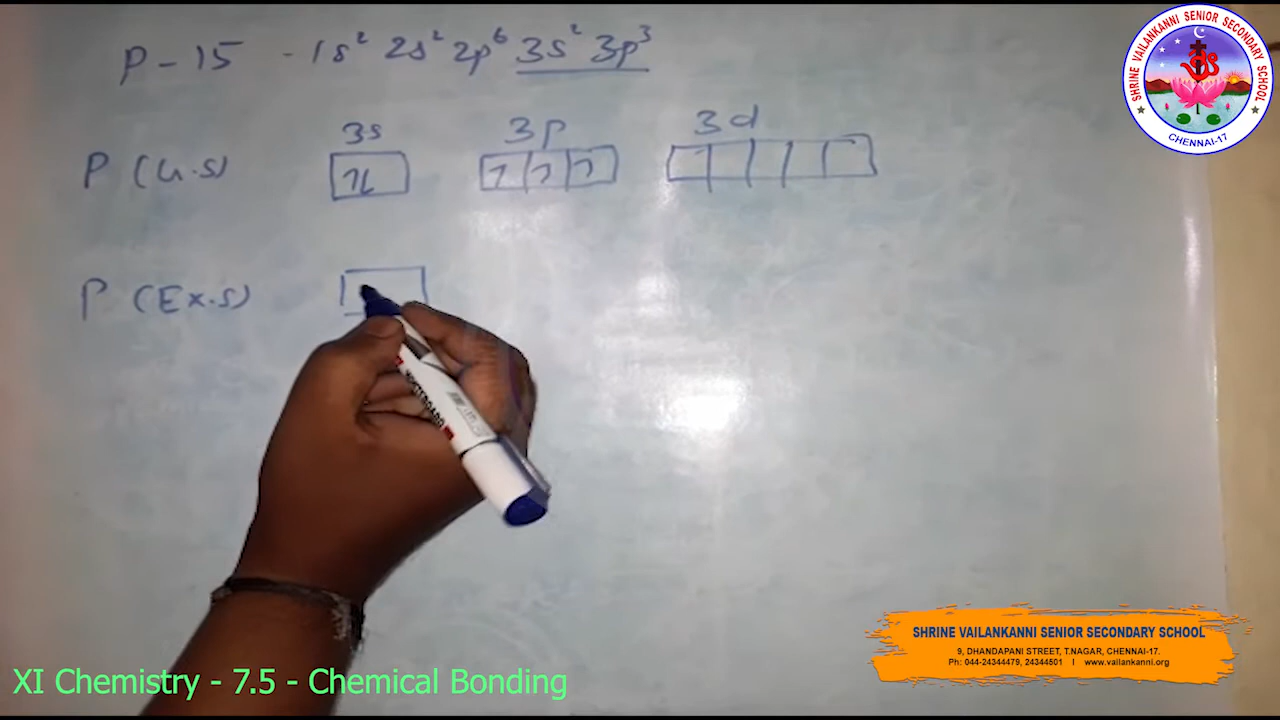 P - 15 - 1s² 2s² 2p⁶ 3s² 3p³
3s 3p 3d
P (G.S)
P (Ex.S)
SHRINE VAILANKANNI SENIOR SECONDARY SCHOOL
CHENNAI-17
SHRINE VAILANKANNI SENIOR SECONDARY SCHOOL
9, DHANDAPANI STREET, T.NAGAR, CHENNAI-17.
Ph: 044-24344479, 24344501 I www.vailankanni.org
XI Chemistry - 7.5 - Chemical Bonding